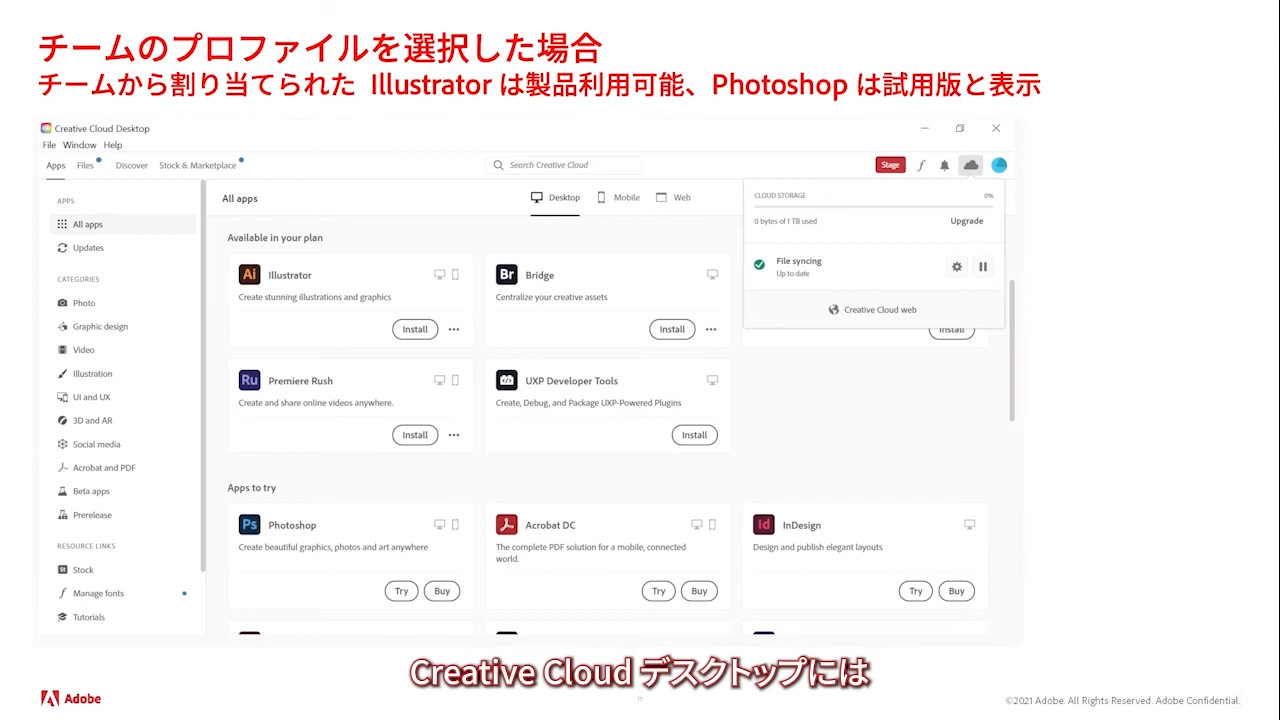 チームのプロファイルを選択した場合
チームから割り当てられた Illustrator は製品利用可能、Photoshop は試用版と表示
Creative Cloud Desktop
File Window Help
Apps Files Discover Stock & Marketplace
Search Creative Cloud
Stage
APPS
All apps
Updates
CATEGORIES
Photo
Graphic design
Video
Illustration
UI and UX
3D and AR
Social media
Acrobat and PDF
Beta apps
Prerelease
RESOURCE LINKS
Stock
Manage fonts
Tutorials
All apps
Desktop Mobile Web
CLOUD STORAGE 0%
0 bytes of 1 TB used Upgrade
File syncing
Up to date
Creative Cloud web
Available in your plan
Ai Illustrator
Create stunning illustrations and graphics
Install
Br Bridge
Centralize your creative assets
Install
Install
Ru Premiere Rush
Create and share online videos anywhere.
Install
UXP Developer Tools
Create, Debug, and Package UXP-Powered Plugins
Install
Apps to try
Ps Photoshop
Create beautiful graphics, photos and art anywhere
Try Buy
Acrobat DC
The complete PDF solution for a mobile, connected
world.
Try Buy
Id InDesign
Design and publish elegant layouts
Try Buy
Creative Cloud デスクトップには
Adobe
15
©2021 Adobe. All Rights Reserved. Adobe Confidential.